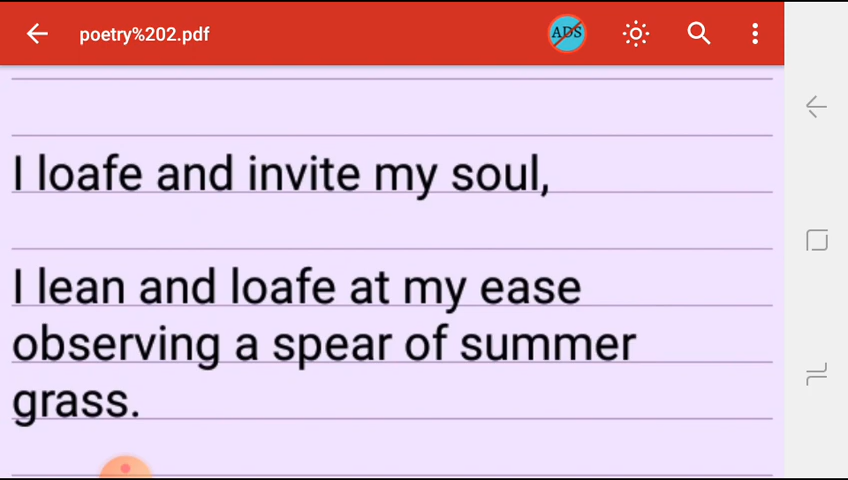 poetry%202.pdf
ADS
I loafe and invite my soul,
I lean and loafe at my ease
observing a spear of summer
grass.